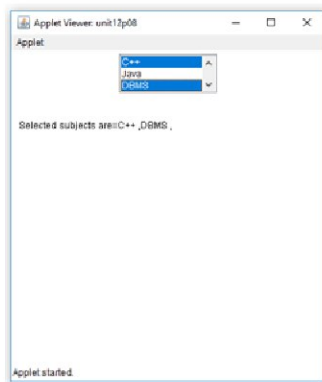 Applet Viewer: unit12p08
Applet
C++
Java
DBMS
Selected subjects are=C++ ,DBMS ,
Applet started.